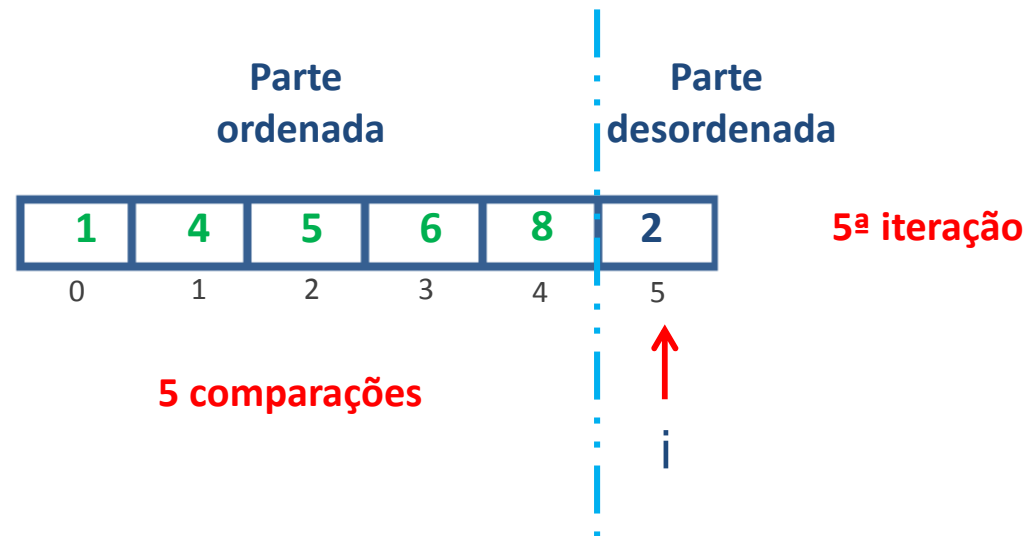 Parte
ordenada
Parte
desordenada
1 4 5 6 8 2
5ª iteração
0 1 2 3 4 5
5 comparações
i